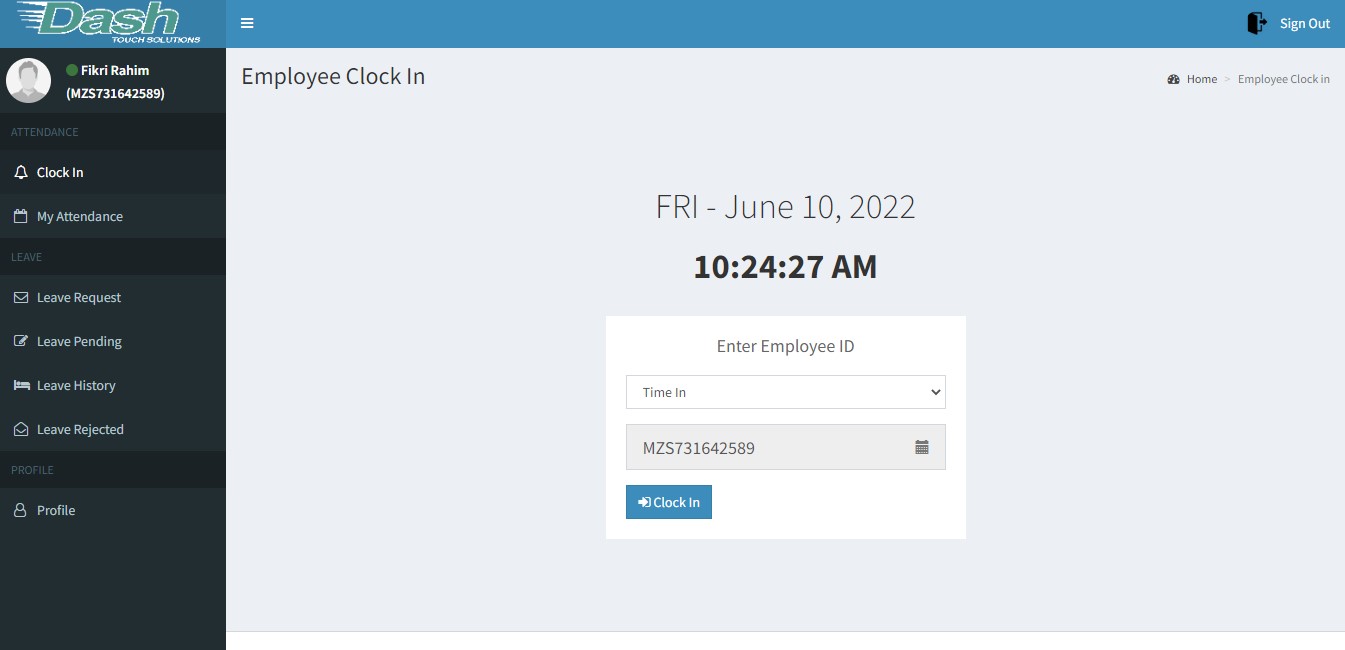 Dash
TOUCH SOLUTIONS
Sign Out
Fikri Rahim
(MZS731642589)
ATTENDANCE
Clock In
My Attendance
LEAVE
Leave Request
Leave Pending
Leave History
Leave Rejected
PROFILE
Profile
Employee Clock In
Home > Employee Clock in
FRI - June 10, 2022
10:24:27 AM
Enter Employee ID
Time In
MZS731642589
Clock In